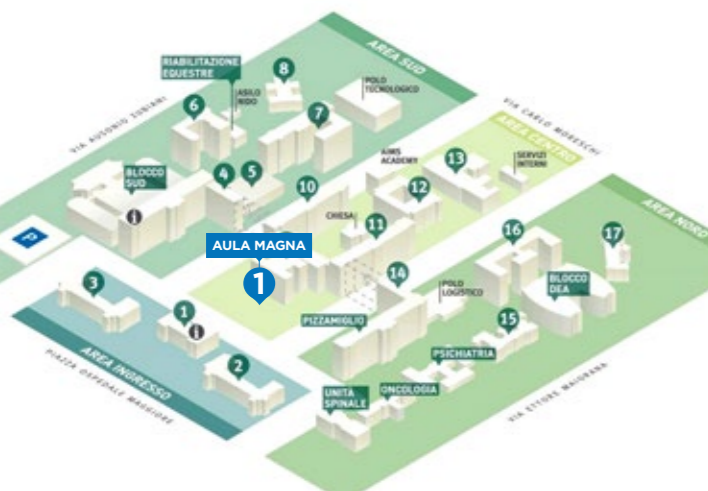 AREA SUD
RIABILITAZIONE
EQUESTRE
8
POLO
TECNOLOGICO
ASILO
NIDO
VIA AUSONIO ZUBIANI
6
7
VIA CARLO MORESCHI
AREA CENTRO
AIMS
ACADEMY
13
SERVIZI
INTERNI
BLOCCO
SUD
4
5
10
12
i
CHIESA
11
16
17
AREA NORD
P
AULA MAGNA
1
14
POLO
LOGISTICO
BLOCCO
DEA
3
1
i
PIZZAMIGLIO
15
PSICHIATRIA
2
AREA INGRESSO
PIAZZA OSPEDALE MAGGIORE
UNITÀ
SPINALE
ONCOLOGIA
VIA ETTORE MAIORANA